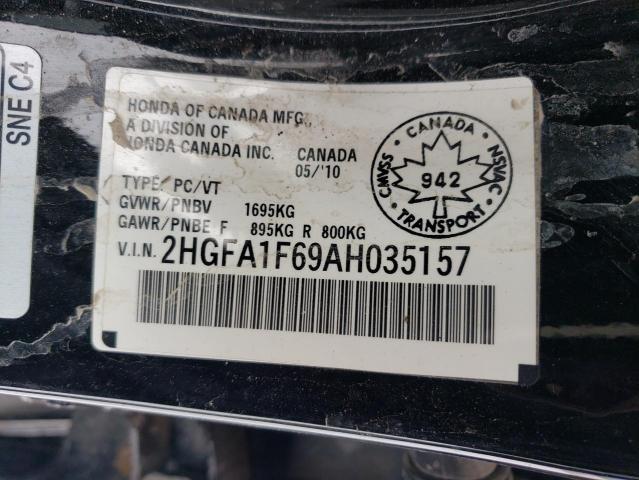 SNE C4
HONDA OF CANADA MFG.,
A DIVISION OF
HONDA CANADA INC. CANADA
05/'10
TYPE/ PC/VT
GVWR/PNBV 1695KG
GAWR/PNBE F 895KG R 800KG
V.I.N. 2HGFA1F69AH035157
CANADA
CMVSS NSVAC
942
TRANSPORT